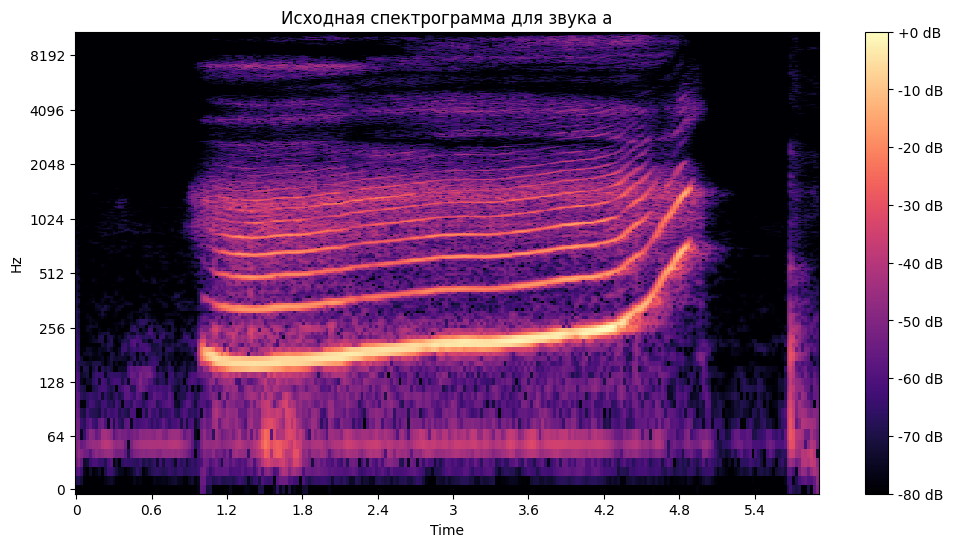 Исходная спектрограмма для звука а
Hz
8192
4096
2048
1024
512
256
128
64
0
0 0.6 1.2 1.8 2.4 3 3.6 4.2 4.8 5.4
Time
+0 dB
-10 dB
-20 dB
-30 dB
-40 dB
-50 dB
-60 dB
-70 dB
-80 dB